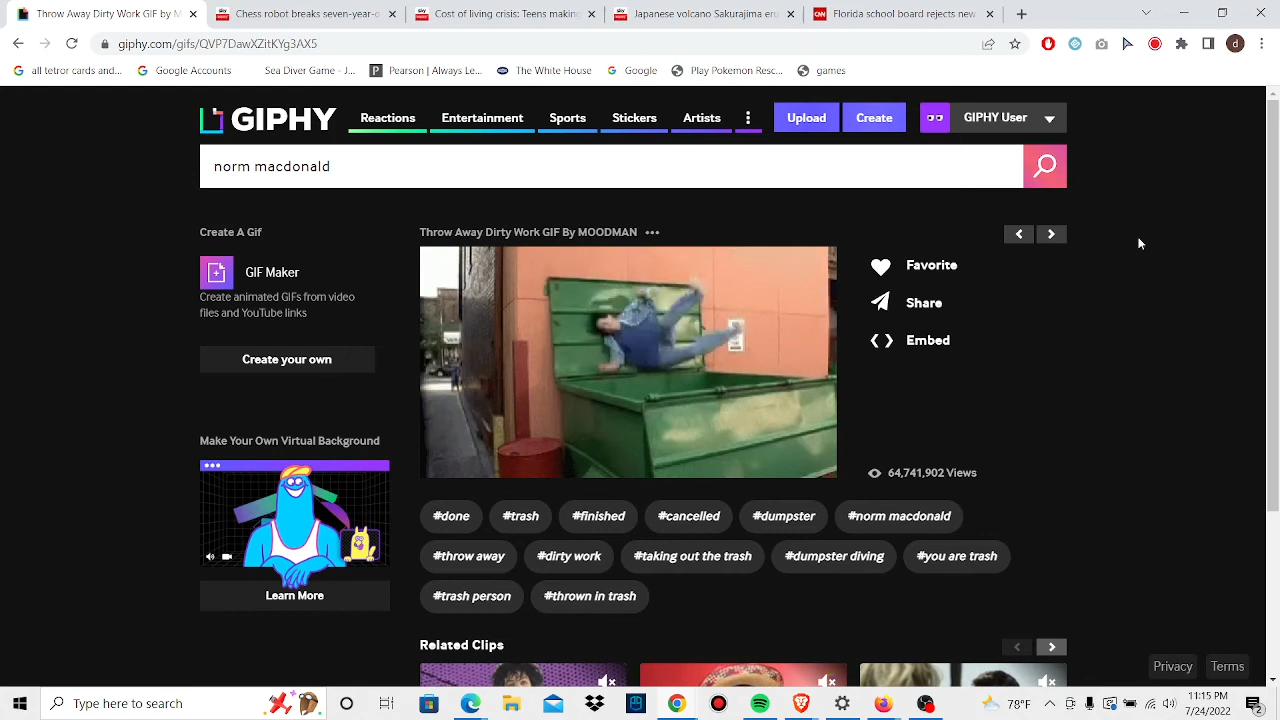 Throw Away Dirty Work GIF by M
Chess robot breaks seven-year-o
Cost of living crisis: Teens making
Japanese volcano Sakurajima eru
Florida school board rejects new
giphy.com/gifs/QVP7DawXZitKYg3AX5
d
all tetror cards and...
Google Accounts
Sea Diver Game - J...
Pearson | Always Le...
The White House
Google
Play Pokemon Resc...
games
GIPHY
Reactions
Entertainment
Sports
Stickers
Artists
Upload
Create
GIPHY User
norm macdonald
Create A Gif
GIF Maker
Create animated GIFs from video
files and YouTube links
Create your own
Make Your Own Virtual Background
Learn More
Throw Away Dirty Work GIF By MOODMAN
Favorite
Share
Embed
64,741,902 Views
#done #trash #finished #cancelled #dumpster #norm macdonald
#throw away #dirty work #taking out the trash #dumpster diving #you are trash
#trash person #thrown in trash
Related Clips
Privacy
Terms
Type here to search
78°F
11:15 PM
7/24/2022
2